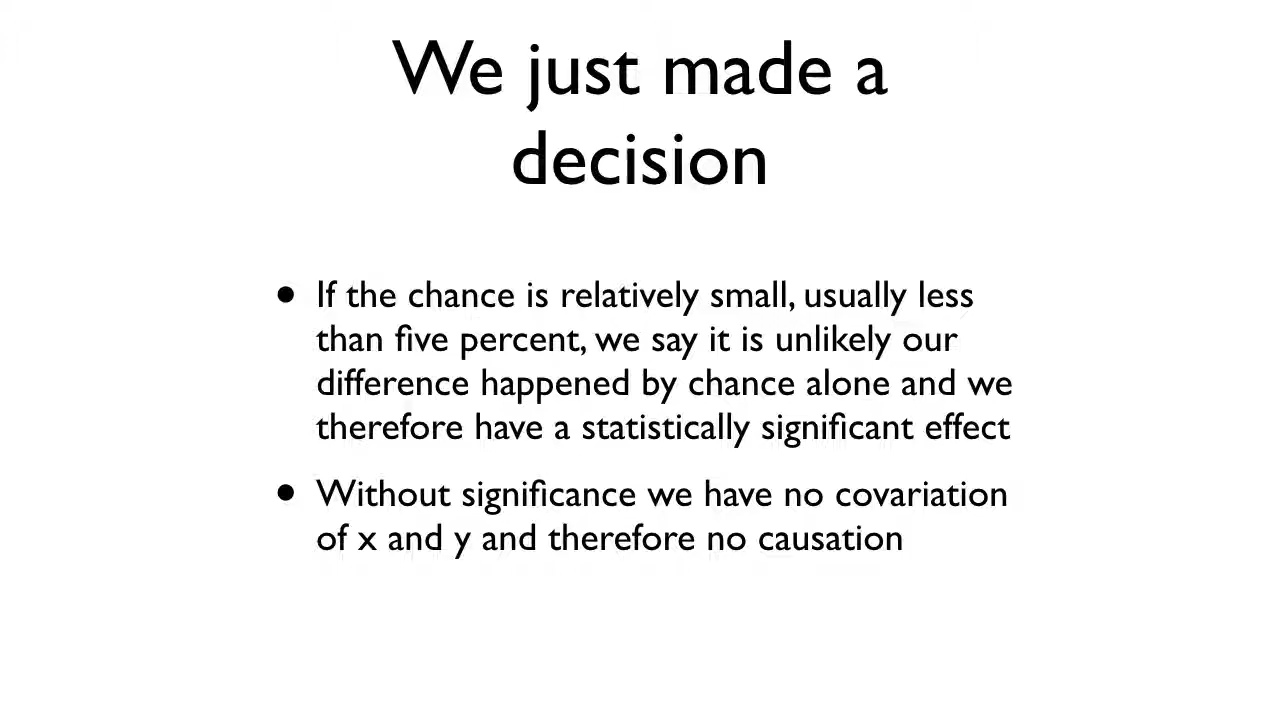 We just made a
decision
• If the chance is relatively small, usually less
than five percent, we say it is unlikely our
difference happened by chance alone and we
therefore have a statistically significant effect
• Without significance we have no covariation
of x and y and therefore no causation